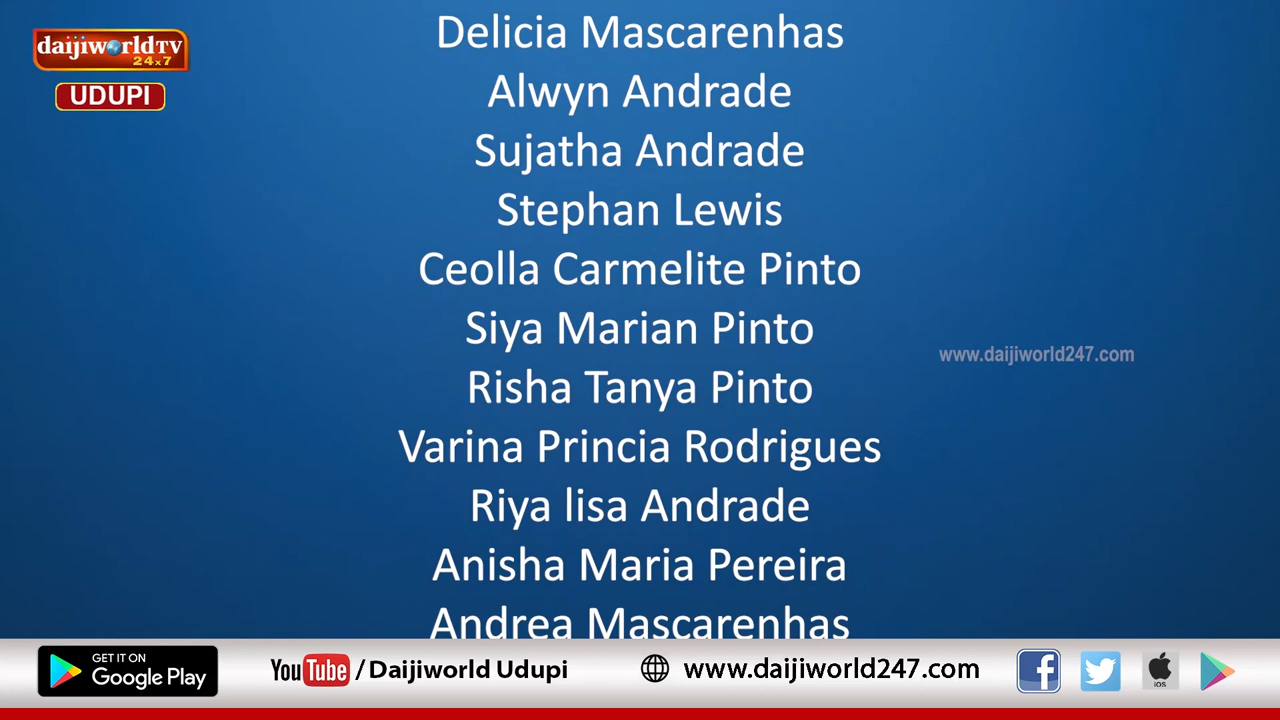 daijiworldTV
24x7
UDUPI
Delicia Mascarenhas
Alwyn Andrade
Sujatha Andrade
Stephan Lewis
Ceolla Carmelite Pinto
Siya Marian Pinto
www.daijiworld247.com
Risha Tanya Pinto
Varina Princia Rodrigues
Riya lisa Andrade
Anisha Maria Pereira
Andrea Mascarenhas
GET IT ON
Google Play
YouTube /Daijiworld Udupi
www.daijiworld247.com
f
iOS